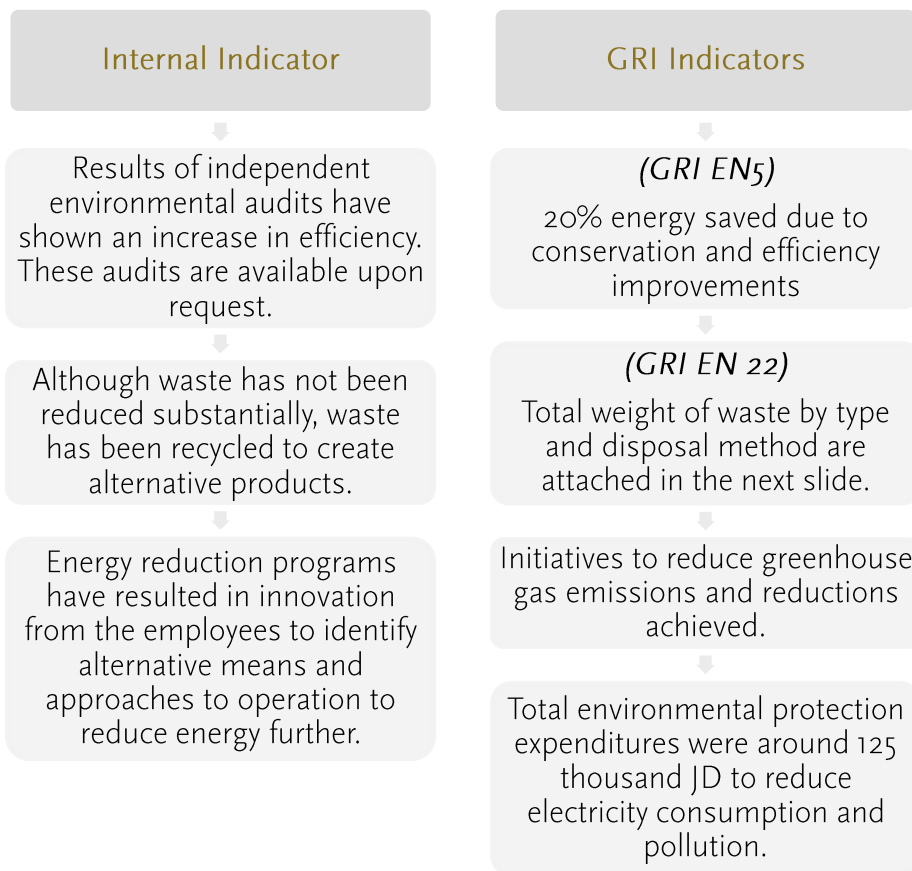 Internal Indicator
Results of independent
environmental audits have
shown an increase in efficiency.
These audits are available upon
request.
Although waste has not been
reduced substantially, waste
has been recycled to create
alternative products.
Energy reduction programs
have resulted in innovation
from the employees to identify
alternative means and
approaches to operation to
reduce energy further.
GRI Indicators
(GRI EN5)
20% energy saved due to
conservation and efficiency
improvements
(GRI EN 22)
Total weight of waste by type
and disposal method are
attached in the next slide.
Initiatives to reduce greenhouse
gas emissions and reductions
achieved.
Total environmental protection
expenditures were around 125
thousand JD to reduce
electricity consumption and
pollution.